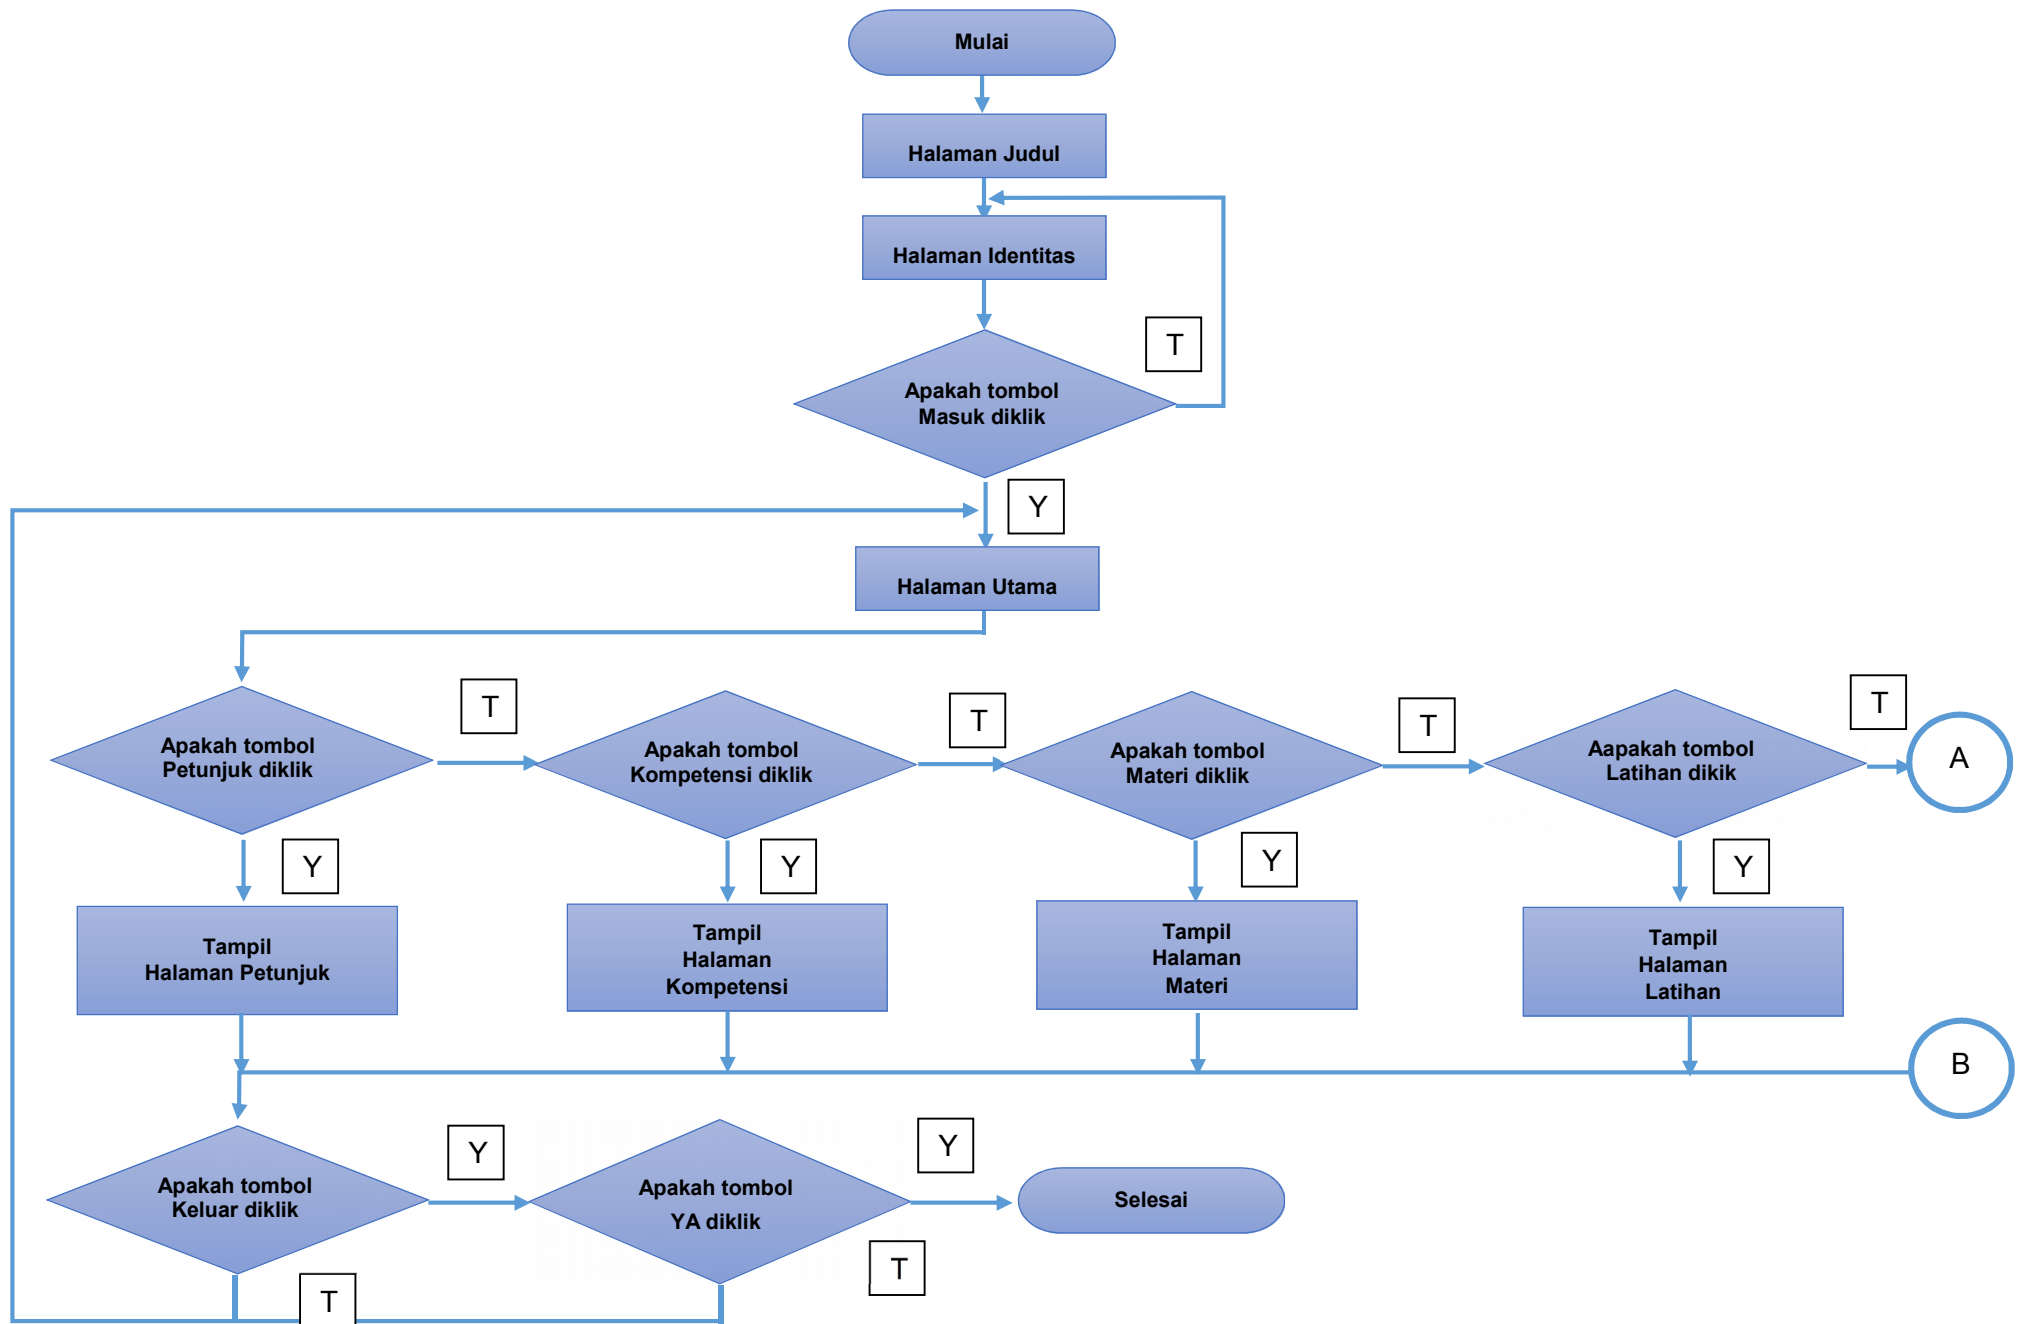 Mulai
Halaman Judul
Halaman Identitas
T
Apakah tombol
Masuk diklik
Y
Halaman Utama
T
T
T
T
Apakah tombol
Petunjuk diklik
Apakah tombol
Kompetensi diklik
Apakah tombol
Materi diklik
Aapakah tombol
Latihan dikik
A
Y
Y
Y
Y
Tampil
Halaman Petunjuk
Tampil
Halaman
Kompetensi
Tampil
Halaman
Materi
Tampil
Halaman
Latihan
B
Apakah tombol
Keluar diklik
Y
Apakah tombol
YA diklik
Y
Selesai
T
T